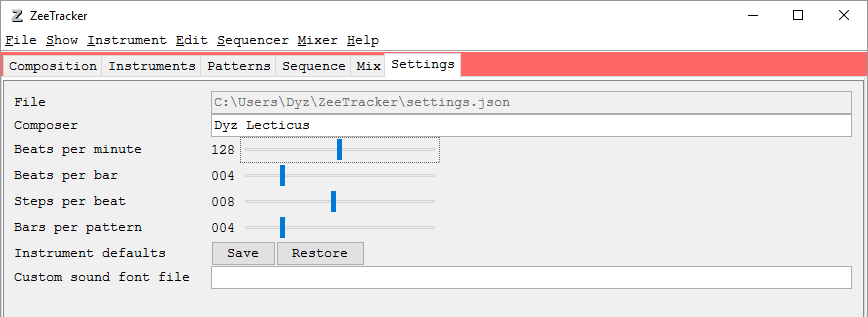 ZeeTracker
File Show Instrument Edit Sequencer Mixer Help
Composition Instruments Patterns Sequence Mix Settings
File C:\Users\Dyz\ZeeTracker\settings.json
Composer Dyz Lecticus
Beats per minute 128
Beats per bar 004
Steps per beat 008
Bars per pattern 004
Instrument defaults Save Restore
Custom sound font file